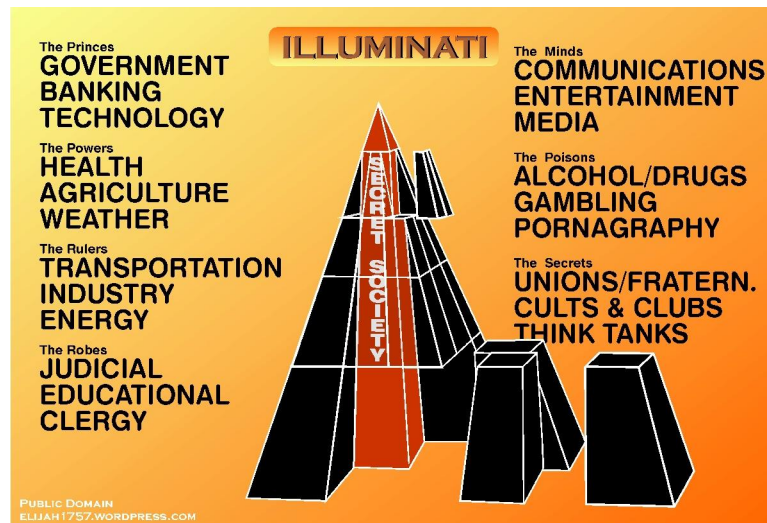 ILLUMINATI
The Princes
GOVERNMENT
BANKING
TECHNOLOGY
The Powers
HEALTH
AGRICULTURE
WEATHER
The Rulers
TRANSPORTATION
INDUSTRY
ENERGY
The Robes
JUDICIAL
EDUCATIONAL
CLERGY
SECRET SOCIETY
The Minds
COMMUNICATIONS
ENTERTAINMENT
MEDIA
The Poisons
ALCOHOL/DRUGS
GAMBLING
PORNAGRAPHY
The Secrets
UNIONS/FRATERN.
CULTS & CLUBS
THINK TANKS
PUBLIC DOMAIN
ELIJAH1757.WORDPRESS.COM